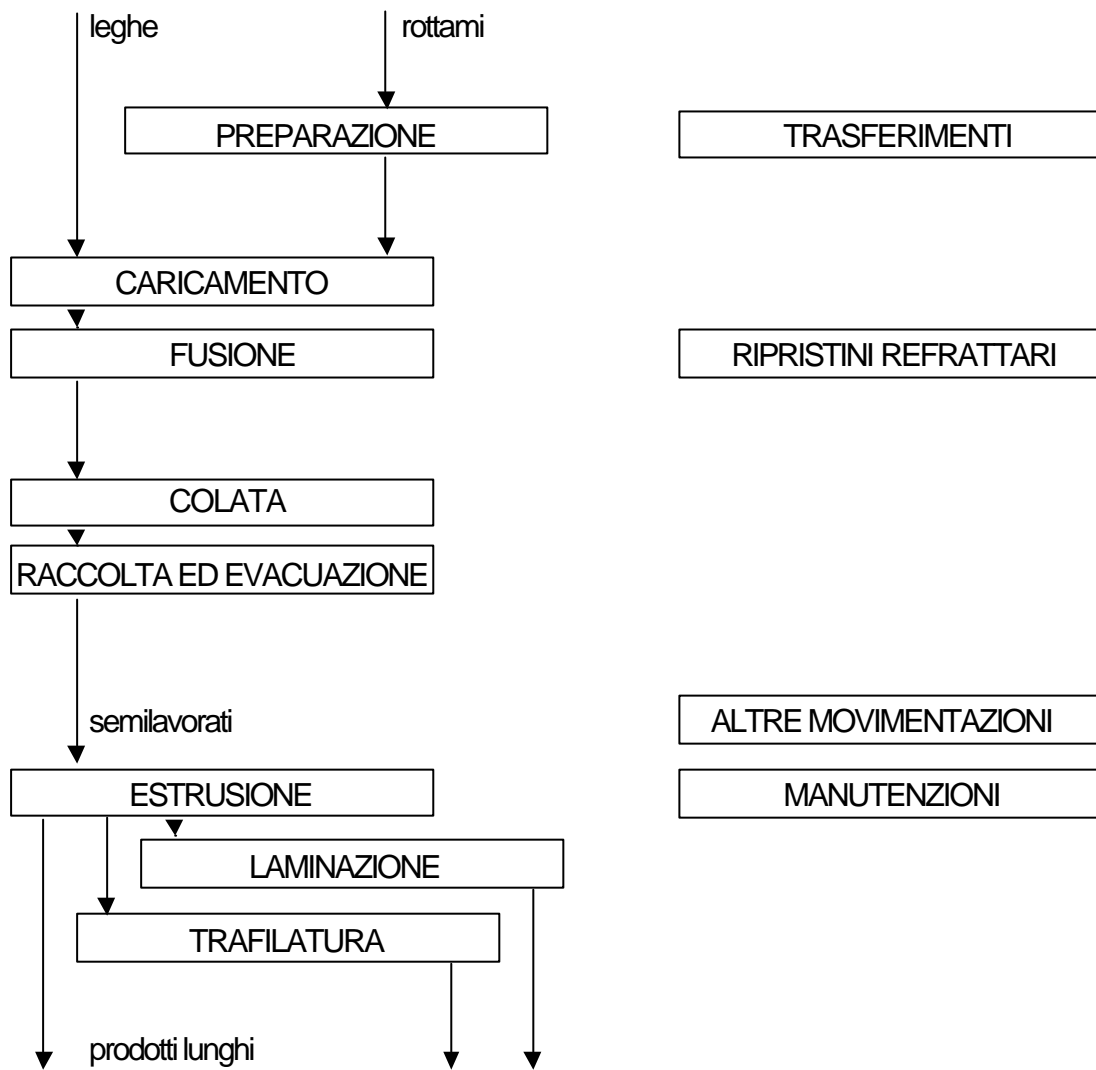 leghe
rottami
PREPARAZIONE
TRASFERIMENTI
CARICAMENTO
FUSIONE
RIPRISTINI REFRATTARI
COLATA
RACCOLTA ED EVACUAZIONE
semilavorati
ALTRE MOVIMENTAZIONI
ESTRUSIONE
MANUTENZIONI
LAMINAZIONE
TRAFILATURA
prodotti lunghi